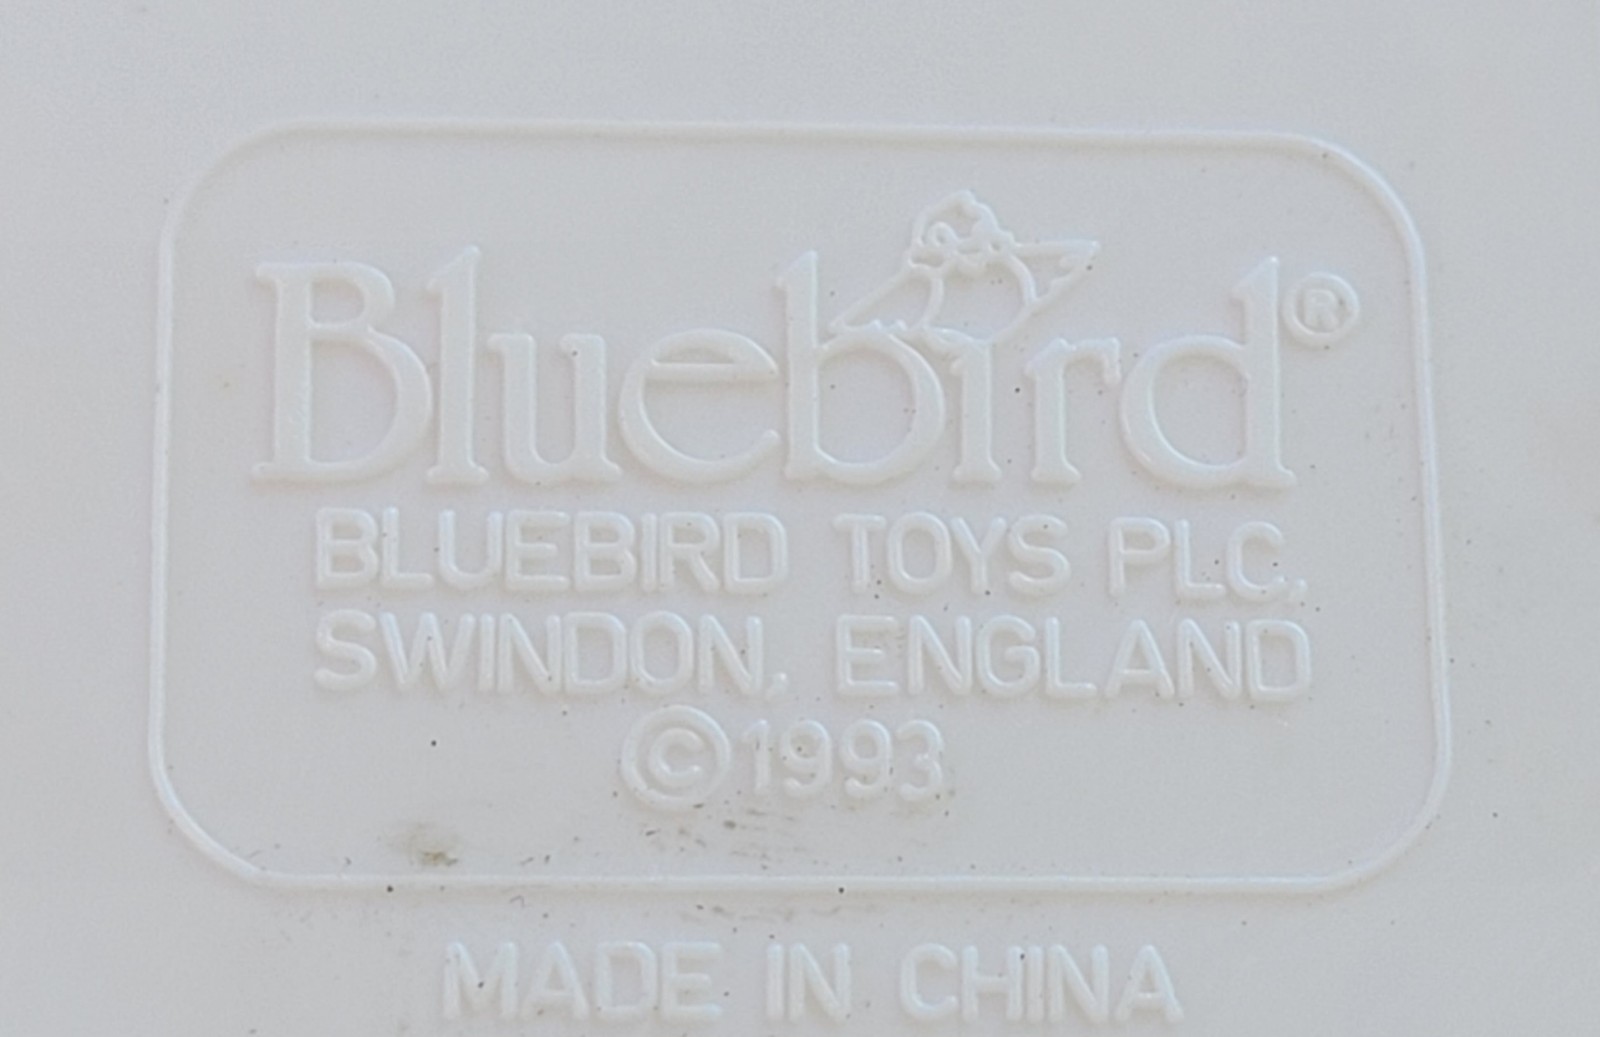 Bluebird®
BLUEBIRD TOYS PLC.
SWINDON, ENGLAND
©1993
MADE IN CHINA